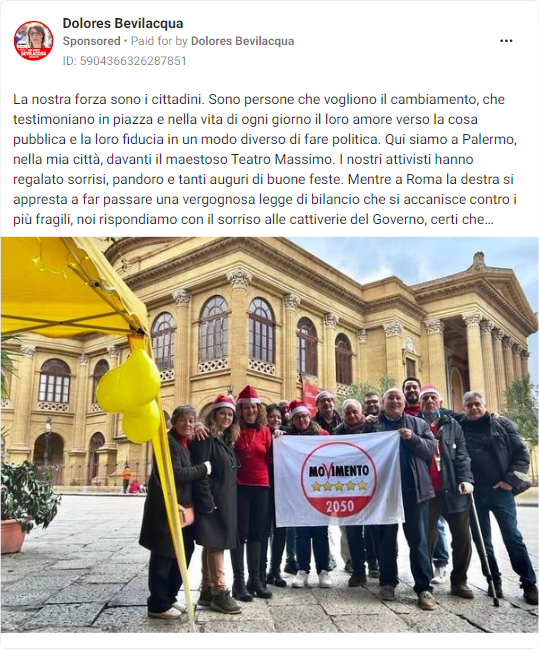 Dolores Bevilacqua
Sponsored • Paid for by Dolores Bevilacqua
ID: 5904366326287851
La nostra forza sono i cittadini. Sono persone che vogliono il cambiamento, che
testimoniano in piazza e nella vita di ogni giorno il loro amore verso la cosa
pubblica e la loro fiducia in un modo diverso di fare politica. Qui siamo a Palermo,
nella mia città, davanti il maestoso Teatro Massimo. I nostri attivisti hanno
regalato sorrisi, pandoro e tanti auguri di buone feste. Mentre a Roma la destra si
appresta a far passare una vergognosa legge di bilancio che si accanisce contro i
più fragili, noi rispondiamo con il sorriso alle cattiverie del Governo, certi che...
MOVIMENTO
2050